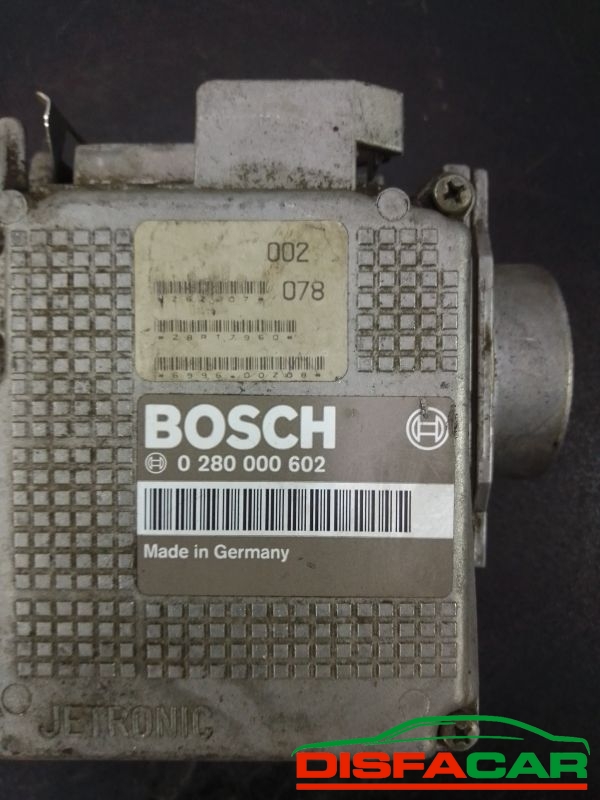 002
078
BOSCH
0 280 000 602
Made in Germany
JETRONIC
DISFACAR